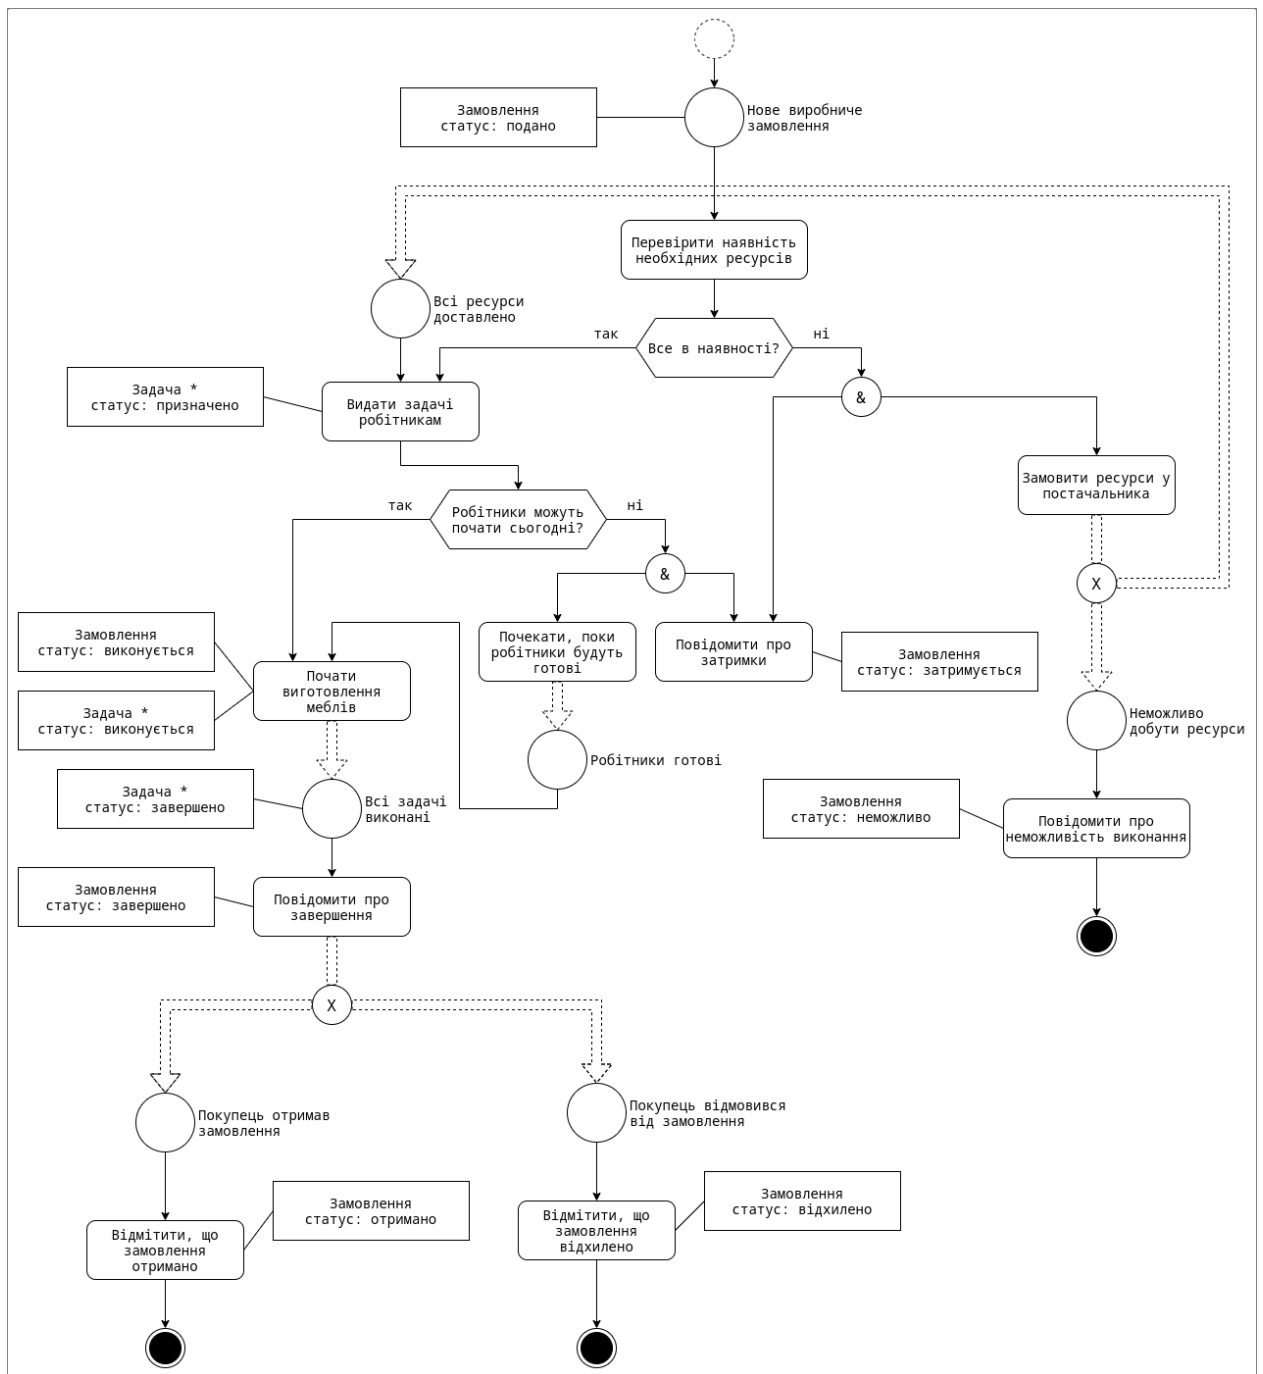 Замовлення
статус: подано
Нове виробниче
замовлення
Перевірити наявність
необхідних ресурсів
Всі ресурси
доставлено
так
Все в наявності?
ні
Задача *
статус: призначено
Видати задачі
робітникам
&
Замовити ресурси у
постачальника
так
Робітники можуть
почати сьогодні?
ні
&
X
Замовлення
статус: виконується
Почати
виготовлення
меблів
Почекати, поки
робітники будуть
готові
Повідомити про
затримки
Замовлення
статус: затримується
Задача *
статус: виконується
Неможливо
добути ресурси
Робітники готові
Задача *
статус: завершено
Всі задачі
виконані
Замовлення
статус: неможливо
Повідомити про
неможливість виконання
Замовлення
статус: завершено
Повідомити про
завершення
X
Покупець отримав
замовлення
Покупець відмовився
від замовлення
Замовлення
статус: отримано
Замовлення
статус: відхилено
Відмітити, що
замовлення
отримано
Відмітити, що
замовлення
відхилено